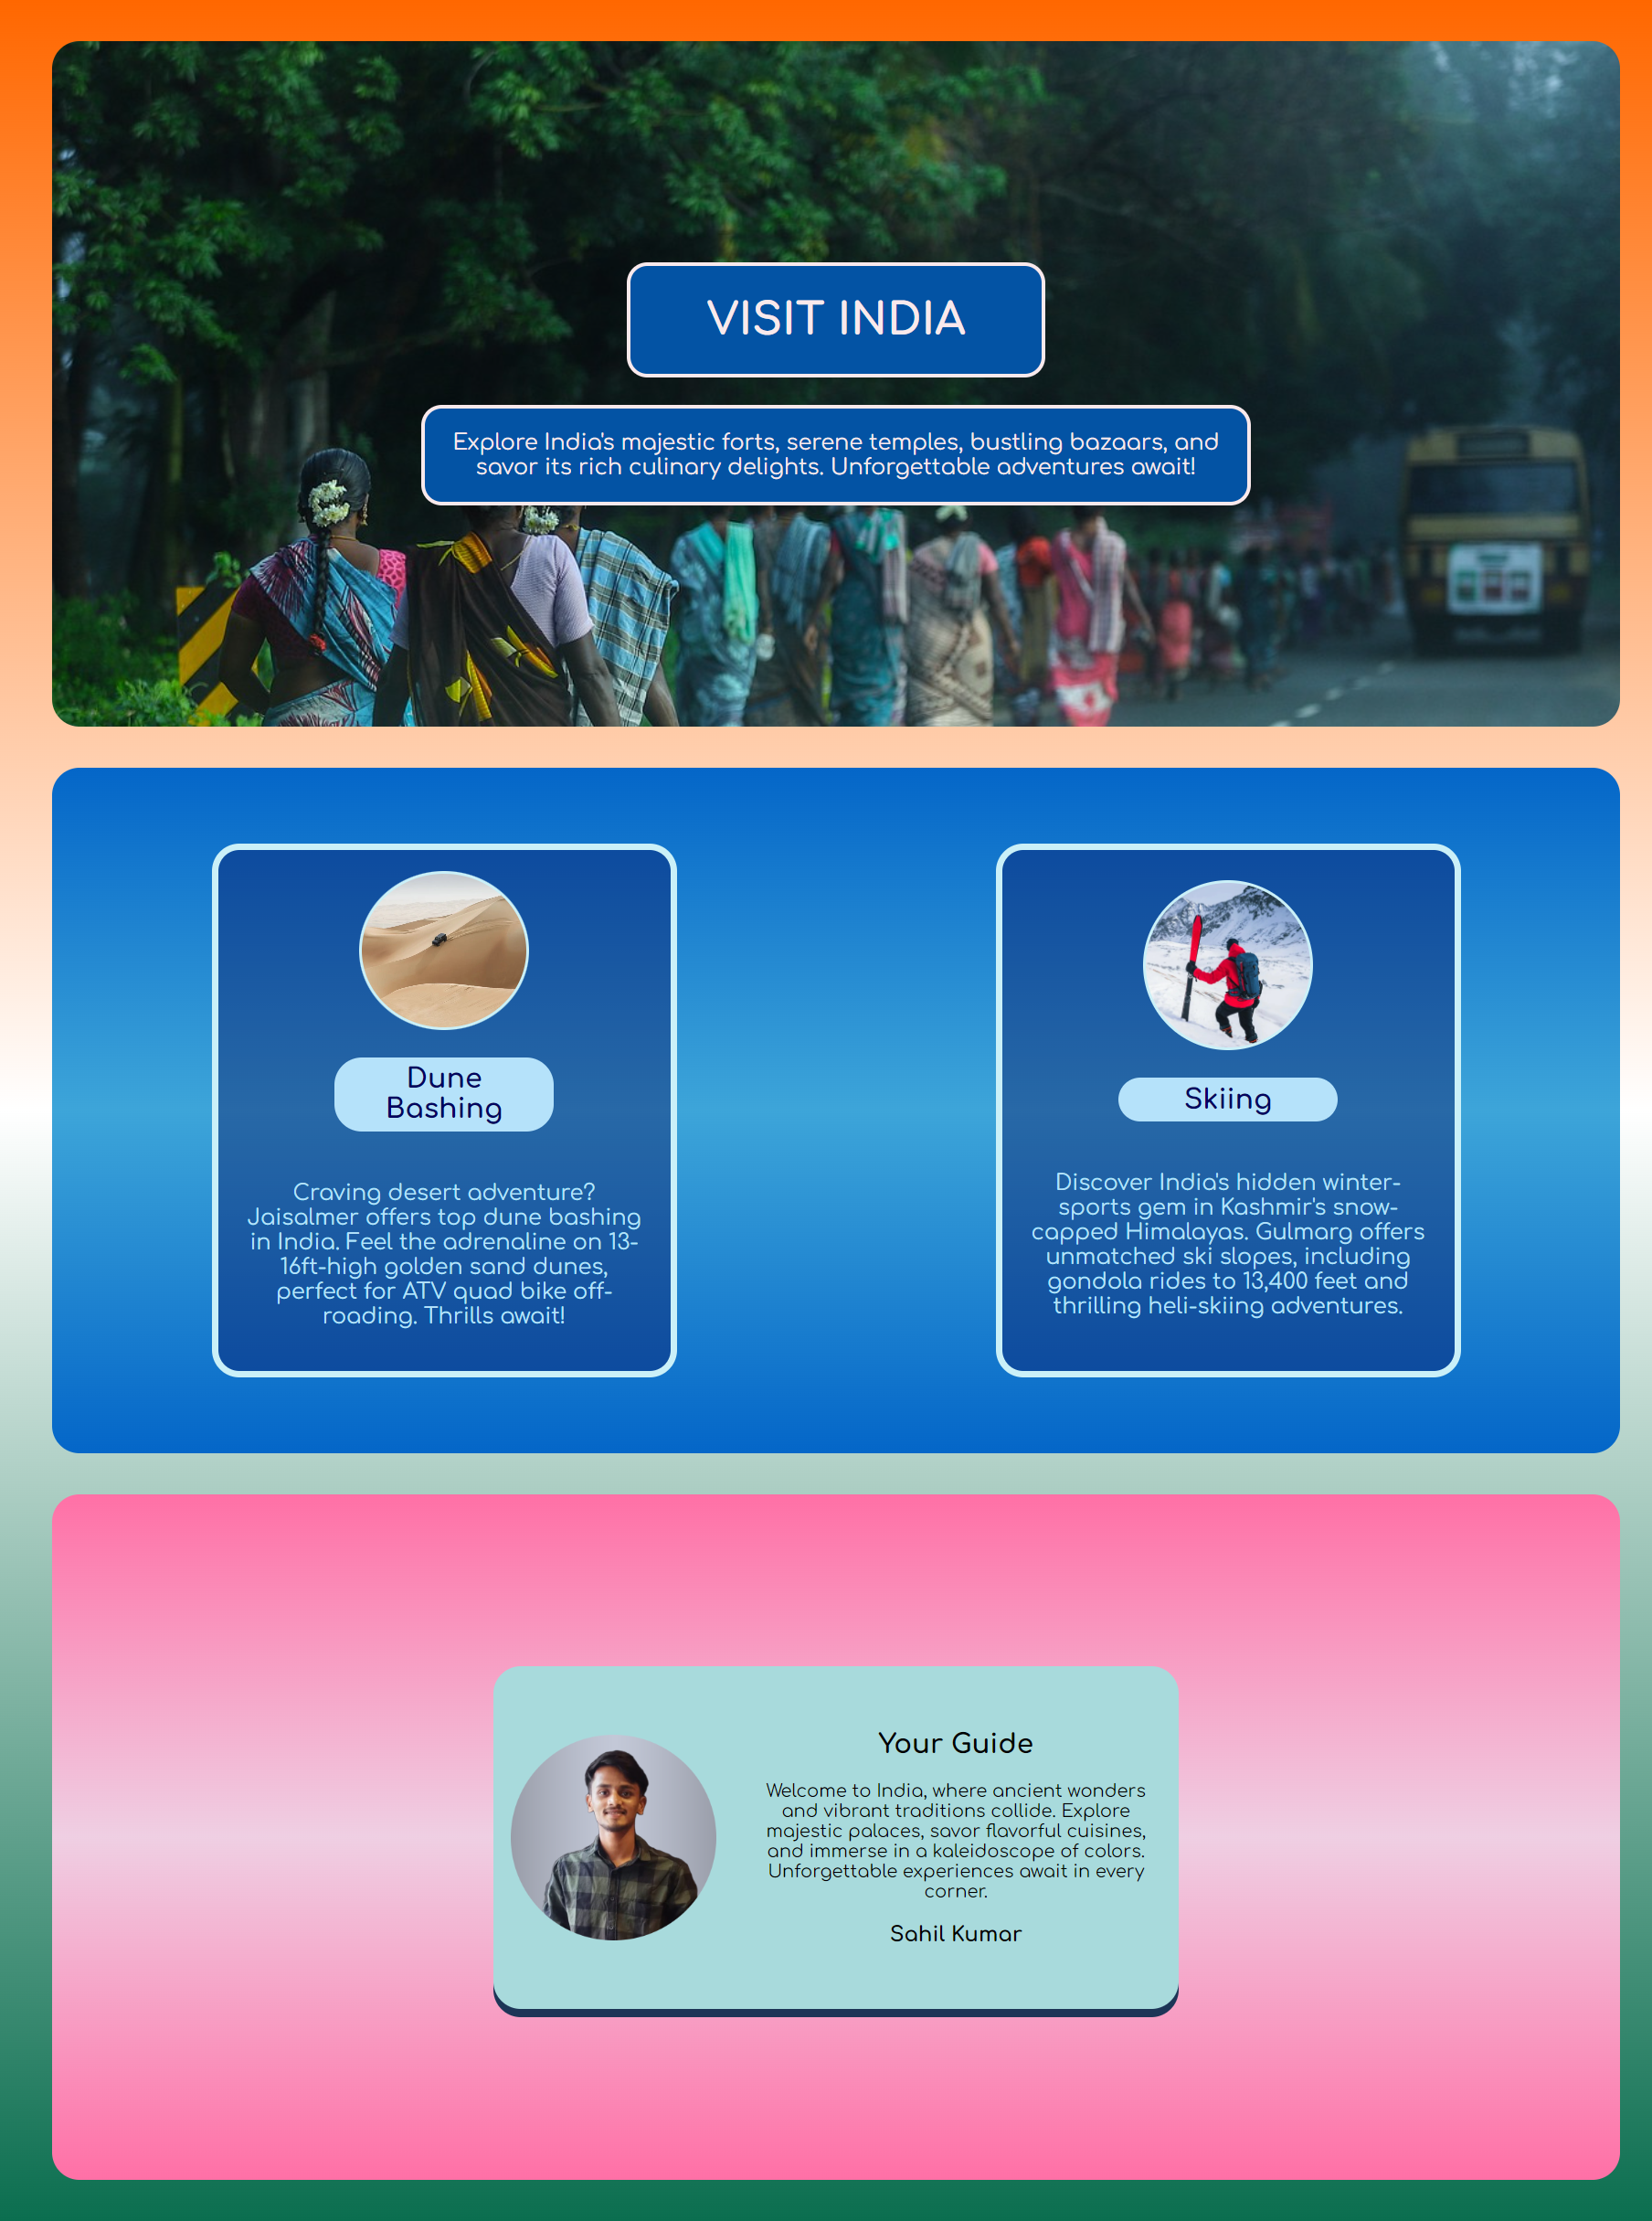 VISIT INDIA
Explore India's majestic forts, serene temples, bustling bazaars, and
savor its rich culinary delights. Unforgettable adventures await!
Dune
Bashing
Craving desert adventure?
Jaisalmer offers top dune bashing
in India. Feel the adrenaline on 13-
16ft-high golden sand dunes,
perfect for ATV quad bike off-
roading. Thrills await!
Skiing
Discover India's hidden winter-
sports gem in Kashmir's snow-
capped Himalayas. Gulmarg offers
unmatched ski slopes, including
gondola rides to 13,400 feet and
thrilling heli-skiing adventures.
Your Guide
Welcome to India, where ancient wonders
and vibrant traditions collide. Explore
majestic palaces, savor flavorful cuisines,
and immerse in a kaleidoscope of colors.
Unforgettable experiences await in every
corner.
Sahil Kumar